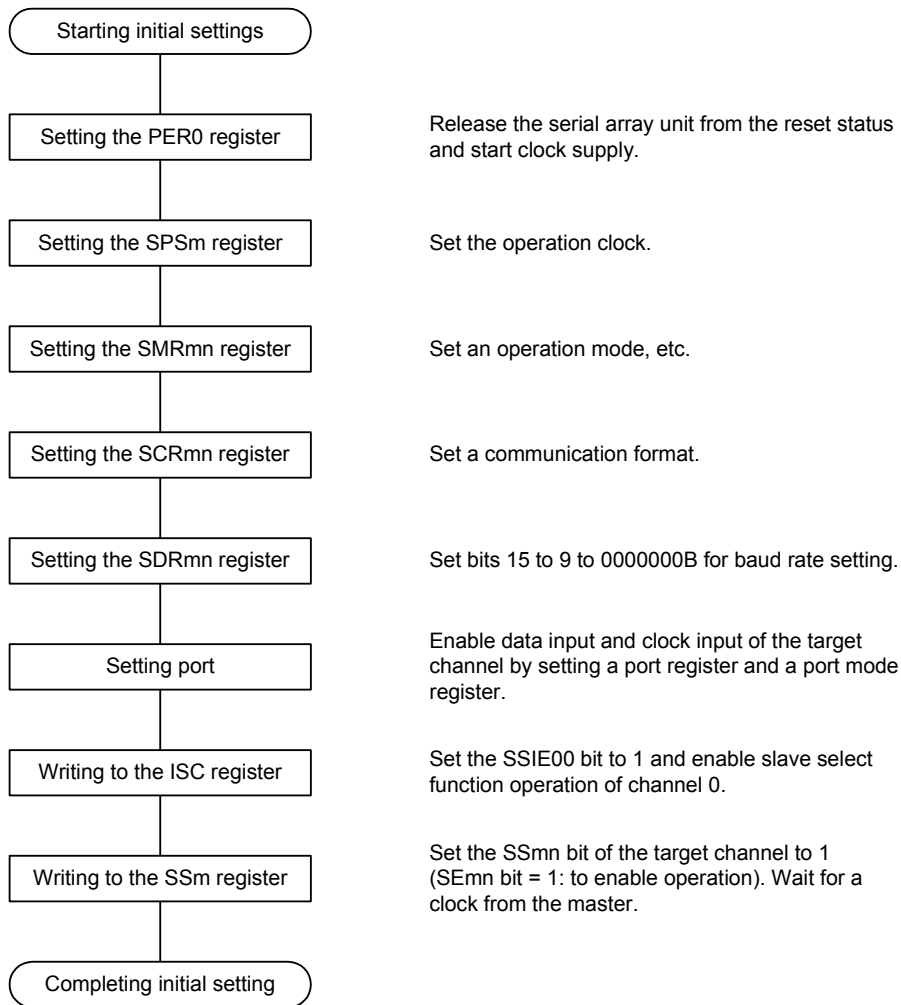 Starting initial settings
Setting the PER0 register
Release the serial array unit from the reset status
and start clock supply.
Setting the SPSm register
Set the operation clock.
Setting the SMRmn register
Set an operation mode, etc.
Setting the SCRmn register
Set a communication format.
Setting the SDRmn register
Set bits 15 to 9 to 0000000B for baud rate setting.
Setting port
Enable data input and clock input of the target
channel by setting a port register and a port mode
register.
Writing to the ISC register
Set the SSIE00 bit to 1 and enable slave select
function operation of channel 0.
Writing to the SSm register
Set the SSmn bit of the target channel to 1
(SEmn bit = 1: to enable operation). Wait for a
clock from the master.
Completing initial setting